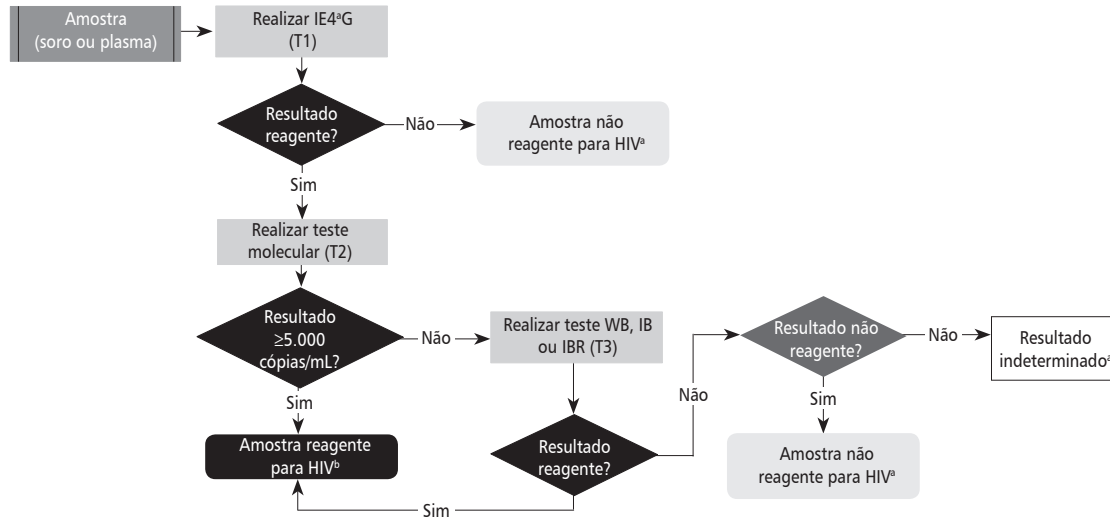 Amostra
(soro ou plasma)
Realizar IE4ªG
(T1)
Resultado
reagente?
Não
Amostra não
reagente para HIVª
Sim
Realizar teste
molecular (T2)
Resultado
≥5.000
cópias/mL?
Não
Realizar teste WB, IB
ou IBR (T3)
Resultado não
reagente?
Não
Resultado
indeterminadoª
Sim
Não
Sim
Amostra reagente
para HIVᵇ
Resultado
reagente?
Amostra não
reagente para HIVª
Sim